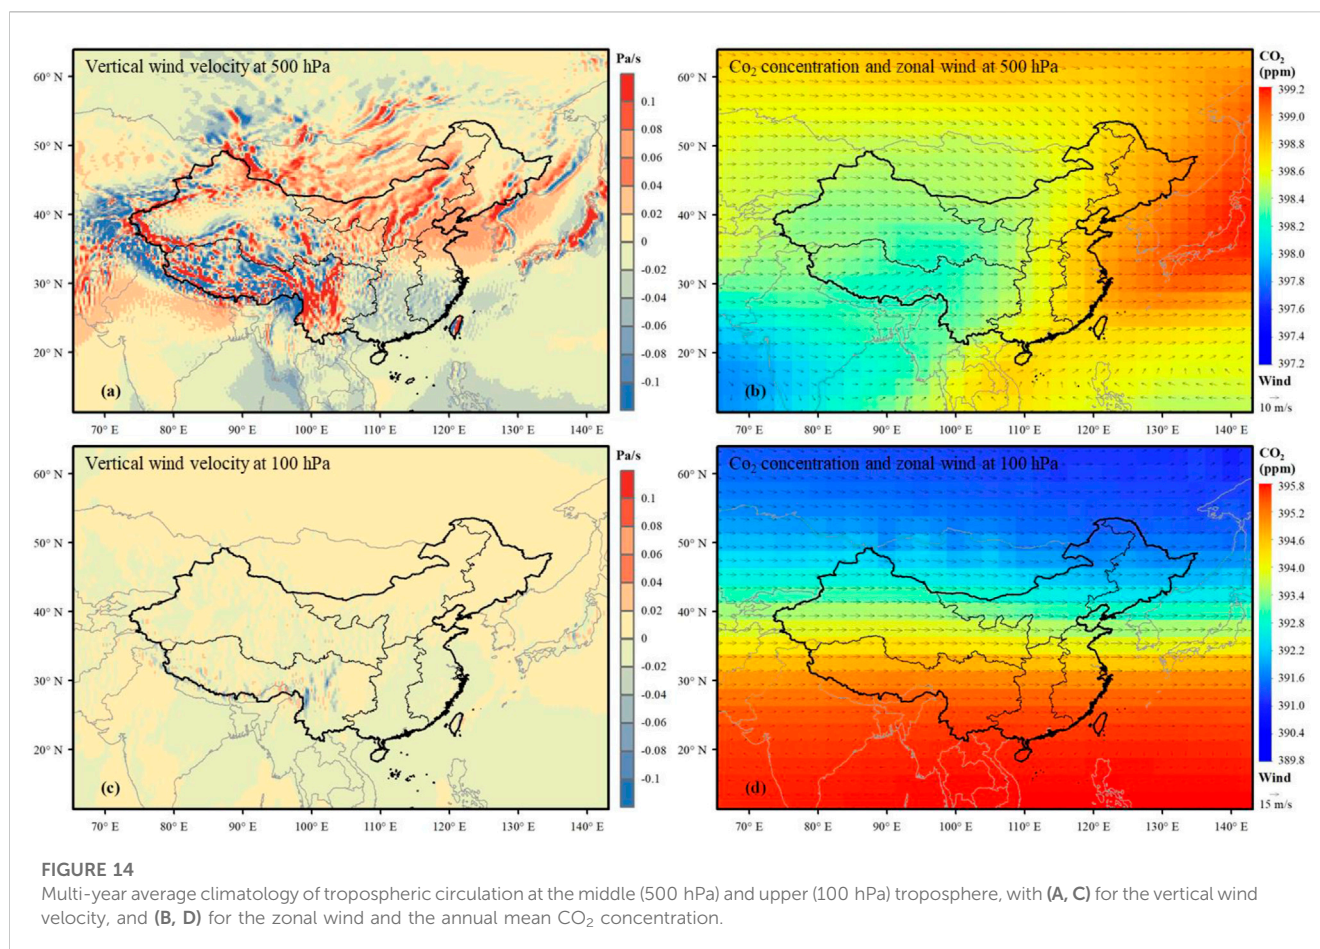 Vertical wind velocity at 500 hPa
60° N
50° N
40° N
30° N
20° N
(a)
70° E
80° E
90° E
100° E
110° E
120° E
130° E
140° E
Pa/s
0.1
0.08
0.06
0.04
0.02
0
-0.02
-0.04
-0.06
-0.08
-0.1
Co2 concentration and zonal wind at 500 hPa
60° N
50° N
40° N
30° N
20° N
(b)
70° E
80° E
90° E
100° E
110° E
120° E
130° E
140° E
CO2
(ppm)
399.2
399.0
398.8
398.6
398.4
398.2
398.0
397.8
397.6
397.4
397.2
Wind
→
10 m/s
Vertical wind velocity at 100 hPa
60° N
50° N
40° N
30° N
20° N
(c)
70° E
80° E
90° E
100° E
110° E
120° E
130° E
140° E
Pa/s
0.1
0.08
0.06
0.04
0.02
0
-0.02
-0.04
-0.06
-0.08
-0.1
Co2 concentration and zonal wind at 100 hPa
60° N
50° N
40° N
30° N
20° N
(d)
70° E
80° E
90° E
100° E
110° E
120° E
130° E
140° E
CO2
(ppm)
395.8
395.2
394.6
394.0
393.4
392.8
392.2
391.6
391.0
390.4
389.8
Wind
→
15 m/s
FIGURE 14
Multi-year average climatology of tropospheric circulation at the middle (500 hPa) and upper (100 hPa) troposphere, with (A, C) for the vertical wind
velocity, and (B, D) for the zonal wind and the annual mean CO2 concentration.